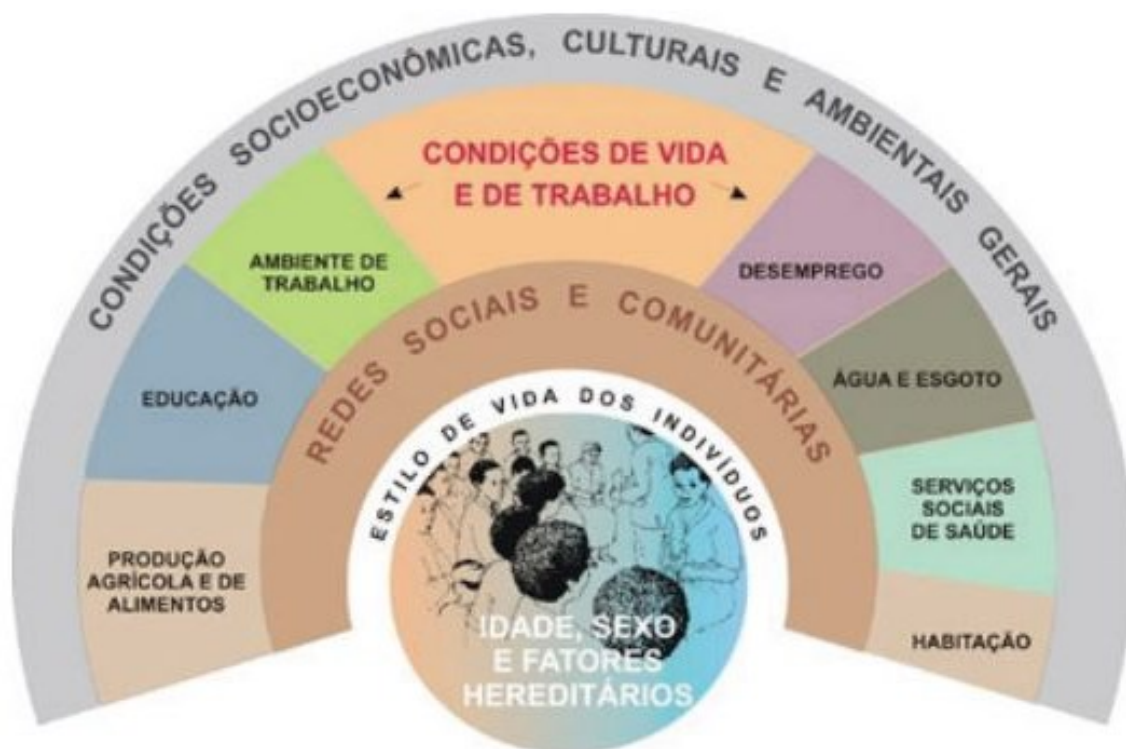 CONDIÇÕES SOCIOECONÔMICAS, CULTURAIS E AMBIENTAIS GERAIS
CONDIÇÕES DE VIDA
E DE TRABALHO
AMBIENTE DE
TRABALHO
DESEMPREGO
EDUCAÇÃO
ÁGUA E ESGOTO
PRODUÇÃO
AGRÍCOLA E DE
ALIMENTOS
SERVIÇOS
SOCIAIS
DE SAÚDE
HABITAÇÃO
REDES SOCIAIS E COMUNITÁRIAS
ESTILO DE VIDA DOS INDIVÍDUOS
IDADE, SEXO
E FATORES
HEREDITÁRIOS